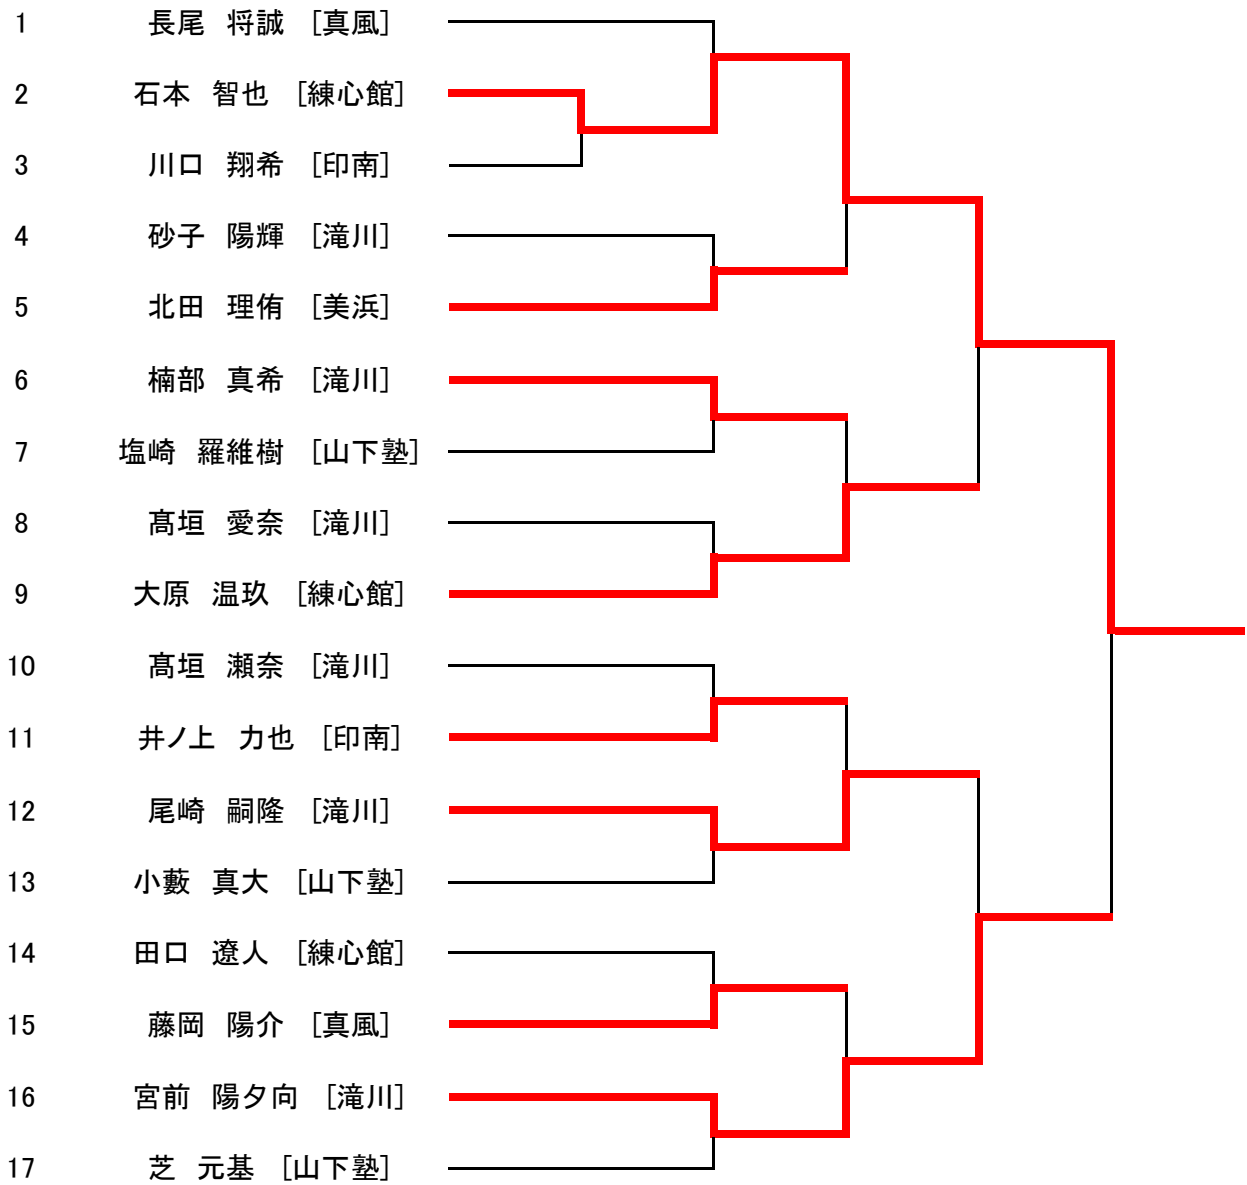 1 長尾 将誠 [真風]
2 石本 智也 [練心館]
3 川口 翔希 [印南]
4 砂子 陽輝 [滝川]
5 北田 理侑 [美浜]
6 楠部 真希 [滝川]
7 塩崎 羅維樹 [山下塾]
8 髙垣 愛奈 [滝川]
9 大原 温玖 [練心館]
10 髙垣 瀬奈 [滝川]
11 井ノ上 力也 [印南]
12 尾崎 嗣隆 [滝川]
13 小藪 真大 [山下塾]
14 田口 遼人 [練心館]
15 藤岡 陽介 [真風]
16 宮前 陽夕向 [滝川]
17 芝 元基 [山下塾]